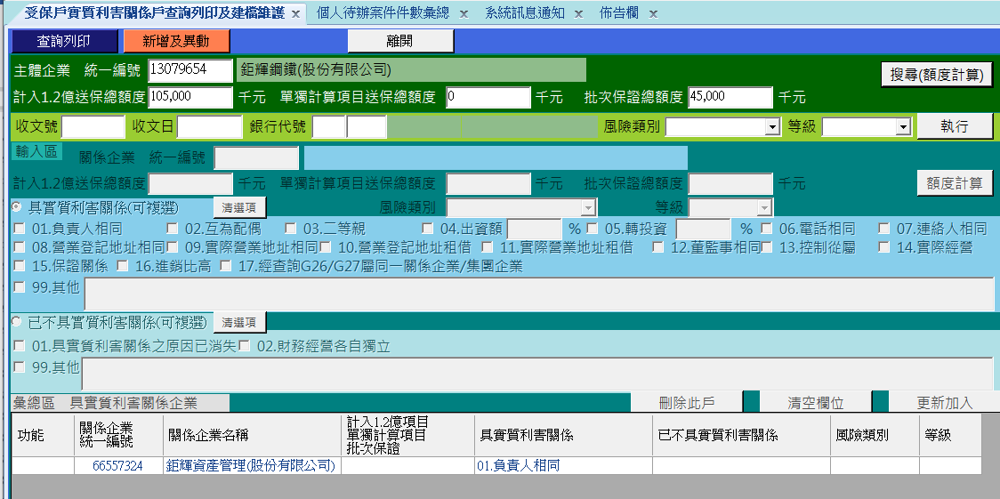 受保戶實質利害關係戶查詢列印及建檔維護 × 個人待辦案件件數彙總 × 系統訊息通知 × 佈告欄 ×
查詢列印 新增及異動 離開
主體企業 統一編號 13079654 鉅輝鋼鐵(股份有限公司) 搜尋(額度計算)
計入1.2億送保總額度 105,000 千元 單獨計算項目送保總額度 0 千元 批次保證總額度 45,000 千元
收文號 收文日 銀行代號 風險類別 等級 執行
輸入區 關係企業 統一編號
計入1.2億送保總額度 千元 單獨計算項目送保總額度 千元 批次保證總額度 千元 額度計算
具實質利害關係(可複選) 清選項 風險類別 等級
01.負責人相同 02.互為配偶 03.二等親 04.出資額 % 05.轉投資 % 06.電話相同 07.連絡人相同
08.營業登記地址相同 09.實際營業地址相同 10.營業登記地址租借 11.實際營業地址租借 12.董監事相同 13.控制從屬 14.實際經營
15.保證關係 16.進銷比高 17.經查詢G26/G27屬同一關係企業/集團企業
99.其他
已不具實質利害關係(可複選) 清選項
01.具實質利害關係之原因已消失 02.財務經營各自獨立
99.其他
彙總區 具實質利害關係企業 刪除此戶 清空欄位 更新加入
功能 關係企業統一編號 關係企業名稱 計入1.2億項目單獨計算項目批次保證 具實質利害關係 已不具實質利害關係 風險類別 等級
66557324 鉅輝資產管理(股份有限公司) 01.負責人相同